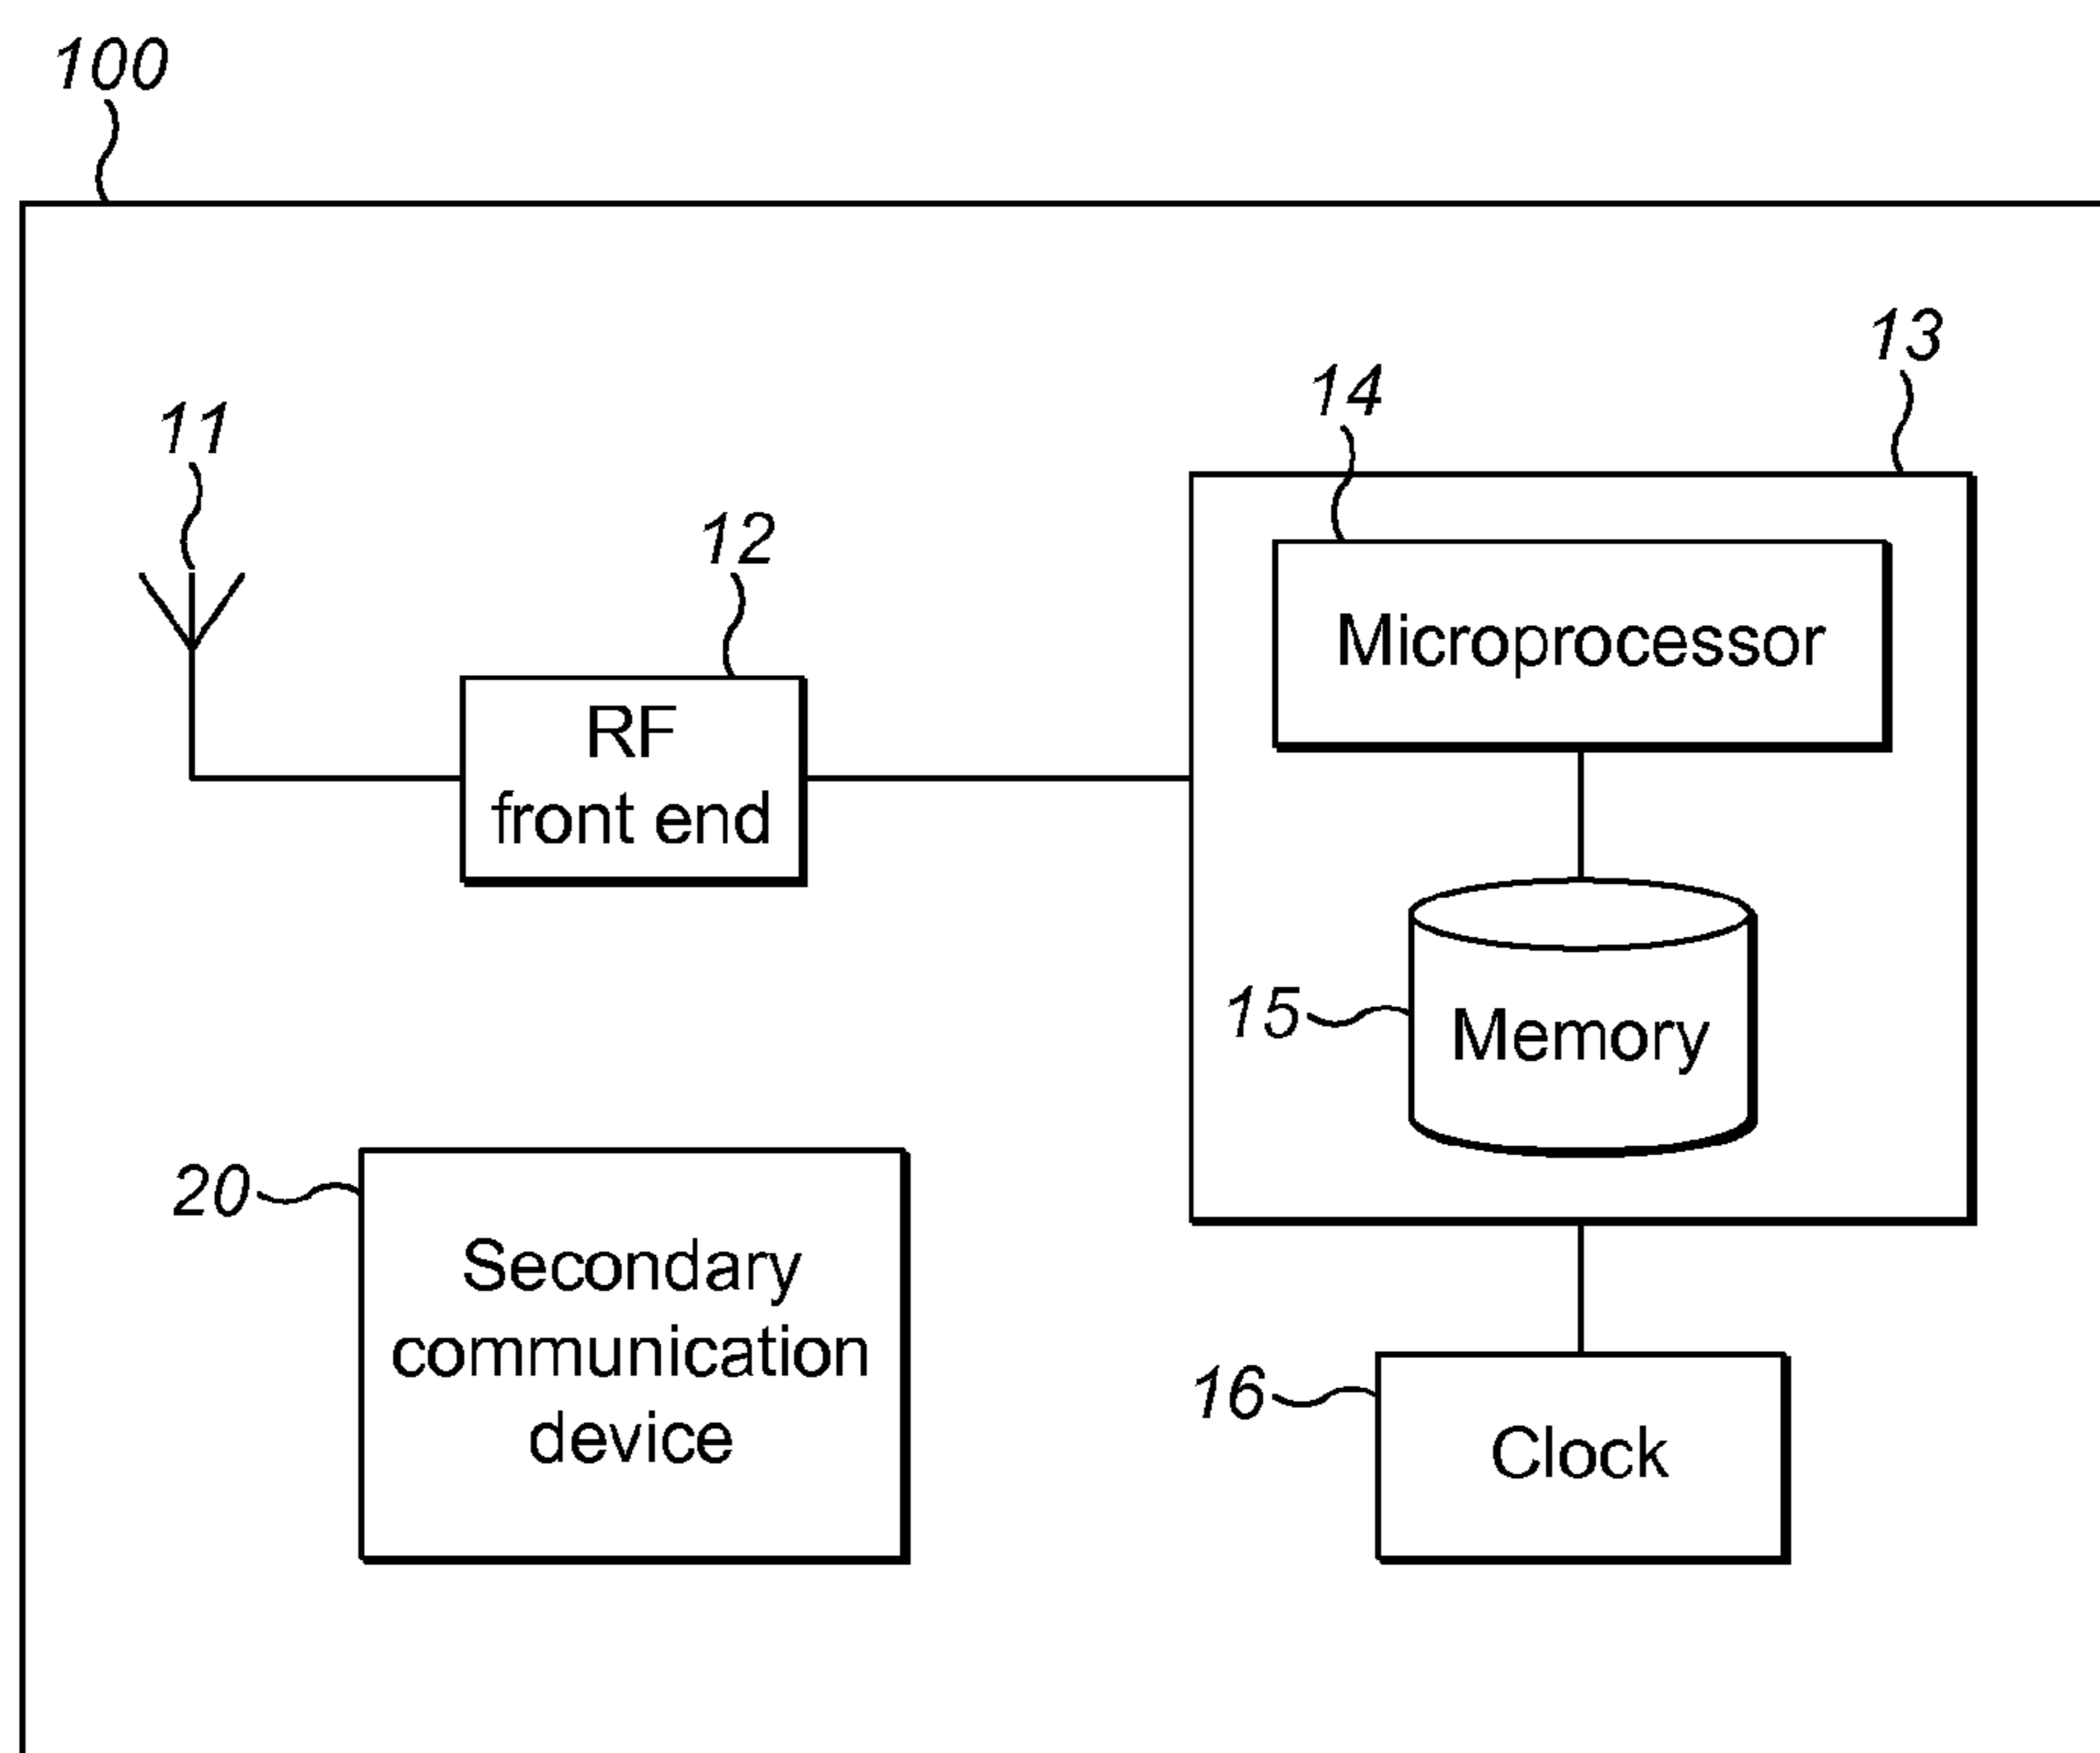 100
13
14
11
12
Microprocessor
RF
front end
15
Memory
20
Secondary
communication
device
16
Clock